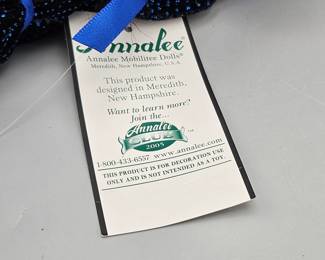 Annalee®
Annalee Mobilitee Dolls®
Meredith, New Hampshire, U.S.A.
This product was
designed in Meredith,
New Hampshire.
Want to learn more?
Join the...
Annalee
CLUB™
2005
1-800-433-6557 www.annalee.com
THIS PRODUCT IS FOR DECORATION USE
ONLY AND IS NOT INTENDED AS A TOY.